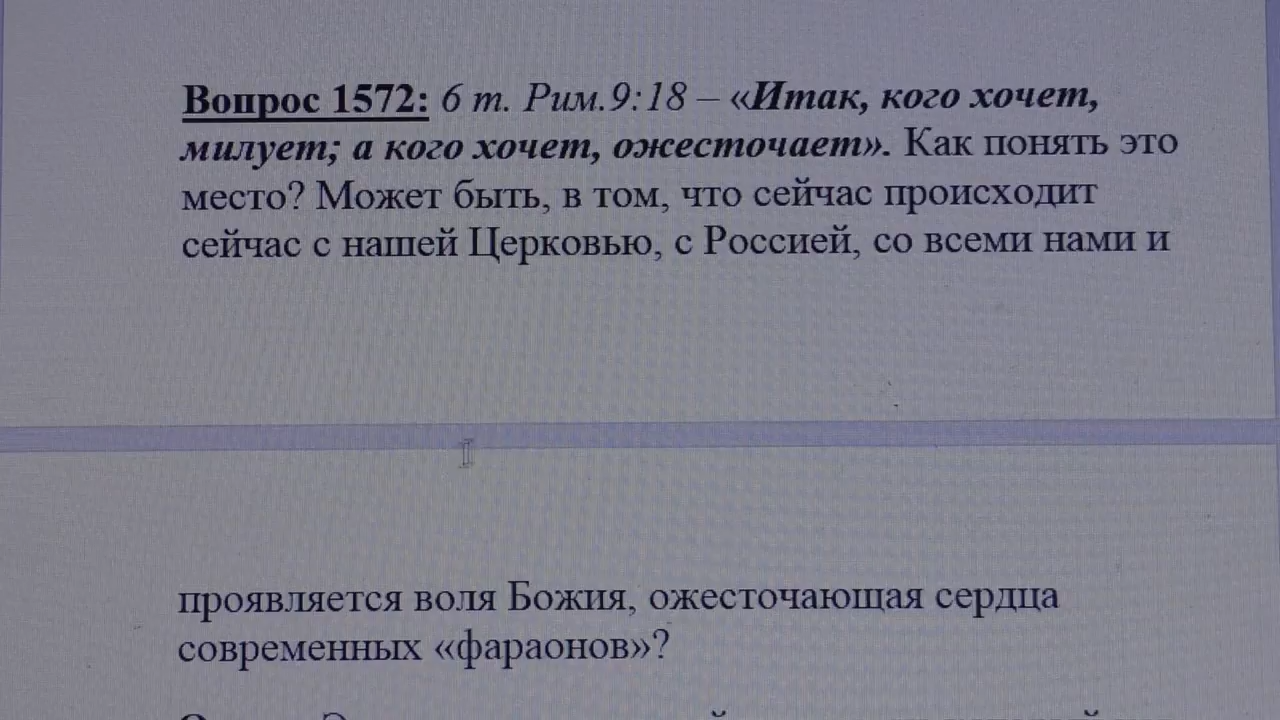 Вопрос 1572: 6 т. Рим.9:18 – «Итак, кого хочет,
милует; а кого хочет, ожесточает». Как понять это
место? Может быть, в том, что сейчас происходит
сейчас с нашей Церковью, с Россией, со всеми нами и
проявляется воля Божия, ожесточающая сердца
современных «фараонов»?